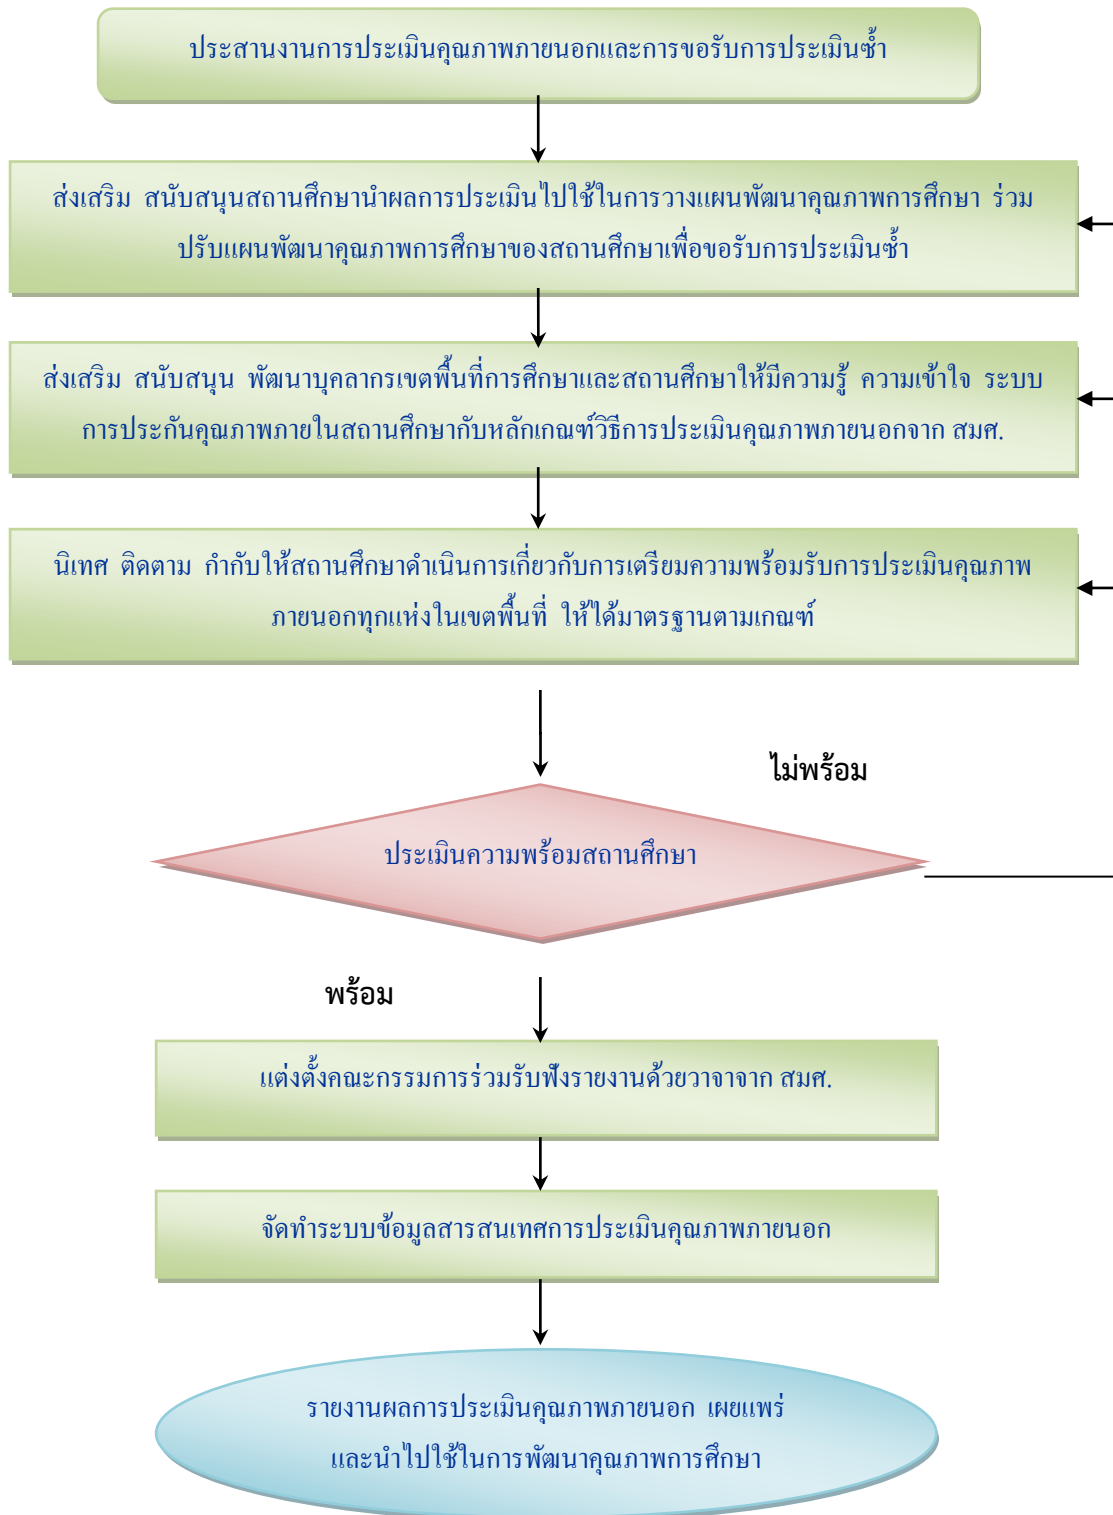 ประสานงานการประเมินคุณภาพภายนอกและการขอรับการประเมินซ้ำ
ส่งเสริม สนับสนุนสถานศึกษานำผลการประเมินไปใช้ในการวางแผนพัฒนาคุณภาพการศึกษา ร่วม
ปรับแผนพัฒนาคุณภาพการศึกษาของสถานศึกษาเพื่อขอรับการประเมินซ้ำ
ส่งเสริม สนับสนุน พัฒนาบุคลากรเขตพื้นที่การศึกษาและสถานศึกษาให้มีความรู้ ความเข้าใจ ระบบ
การประกันคุณภาพภายในสถานศึกษากับหลักเกณฑ์วิธีการประเมินคุณภาพภายนอกจาก สมศ.
นิเทศ ติดตาม กำกับให้สถานศึกษาดำเนินการเกี่ยวกับการเตรียมความพร้อมรับการประเมินคุณภาพ
ภายนอกทุกแห่งในเขตพื้นที่ ให้ได้มาตรฐานตามเกณฑ์
ไม่พร้อม
ประเมินความพร้อมสถานศึกษา
พร้อม
แต่งตั้งคณะกรรมการร่วมรับฟังรายงานด้วยวาจาจาก สมศ.
จัดทำระบบข้อมูลสารสนเทศการประเมินคุณภาพภายนอก
รายงานผลการประเมินคุณภาพภายนอก เผยแพร่
และนำไปใช้ในการพัฒนาคุณภาพการศึกษา